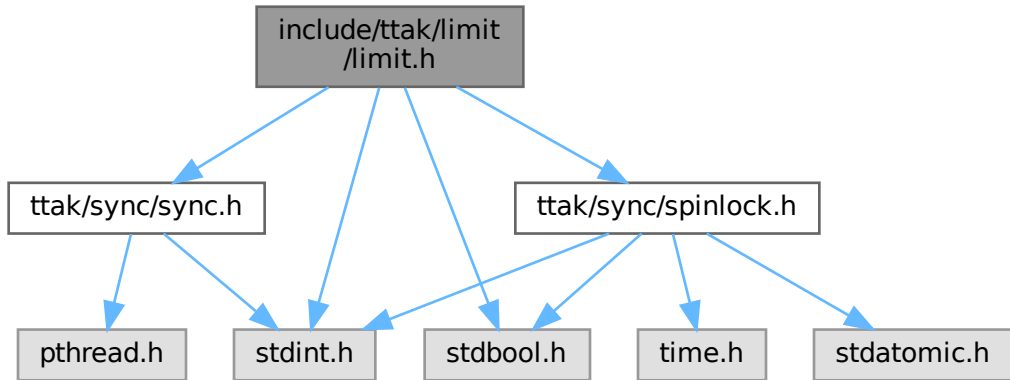 include/ttak/limit
/limit.h
ttak/sync/sync.h
ttak/sync/spinlock.h
pthread.h
stdint.h
stdbool.h
time.h
stdatomic.h